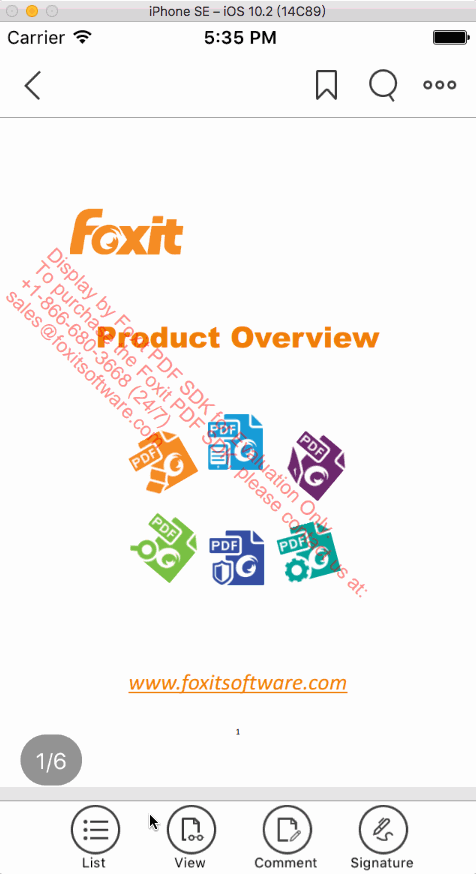 iPhone SE – iOS 10.2 (14C89)
Carrier
5:35 PM
foxit
Display by Foxit PDF SDK for Evaluation Only
To purchase the Foxit PDF SDK please contact us at:
+1-866-680-3668 (24/7)
sales@foxitsoftware.com
Product Overview
PDF
PDF
PDF
PDF
PDF
PDF
www.foxitsoftware.com
1
1/6
List
View
Comment
Signature